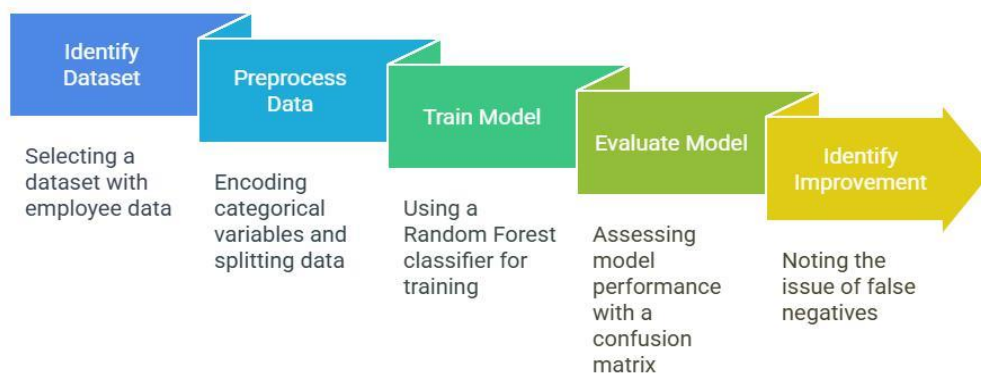 Identify
Dataset
Selecting a
dataset with
employee data
Preprocess
Data
Encoding
categorical
variables and
splitting data
Train Model
Using a
Random Forest
classifier for
training
Evaluate Model
Assessing
model
performance
with a
confusion
matrix
Identify
Improvement
Noting the
issue of false
negatives